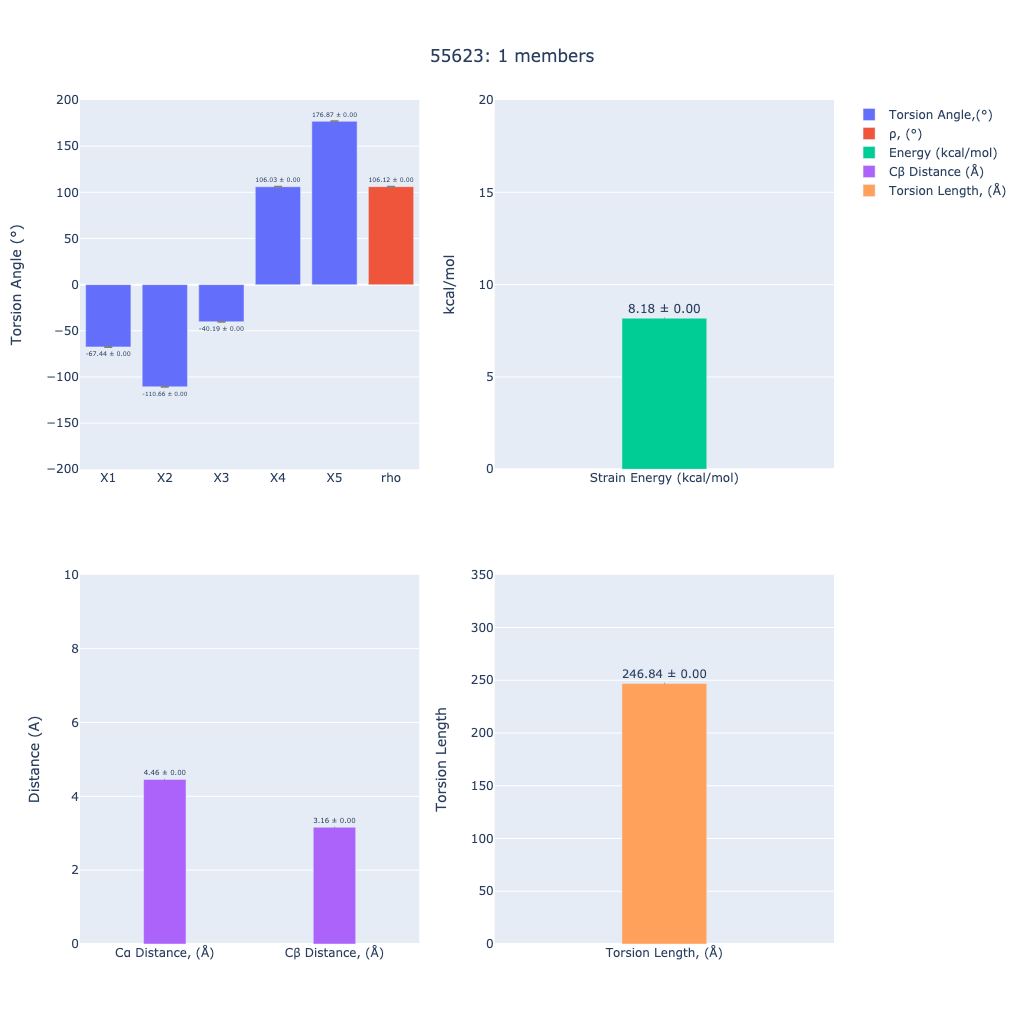 55623: 1 members
Torsion Angle (°)
200
150
100
50
0
−50
−100
−150
−200
-67.44 ± 0.00
-110.66 ± 0.00
-40.19 ± 0.00
106.03 ± 0.00
176.87 ± 0.00
106.12 ± 0.00
X1 X2 X3 X4 X5 rho
kcal/mol
20
15
10
5
0
8.18 ± 0.00
Strain Energy (kcal/mol)
Torsion Angle,(°)
ρ, (°)
Energy (kcal/mol)
Cβ Distance (Å)
Torsion Length, (Å)
Distance (A)
10
8
6
4
2
0
4.46 ± 0.00
3.16 ± 0.00
Cα Distance, (Å) Cβ Distance, (Å)
Torsion Length
350
300
250
200
150
100
50
0
246.84 ± 0.00
Torsion Length, (Å)